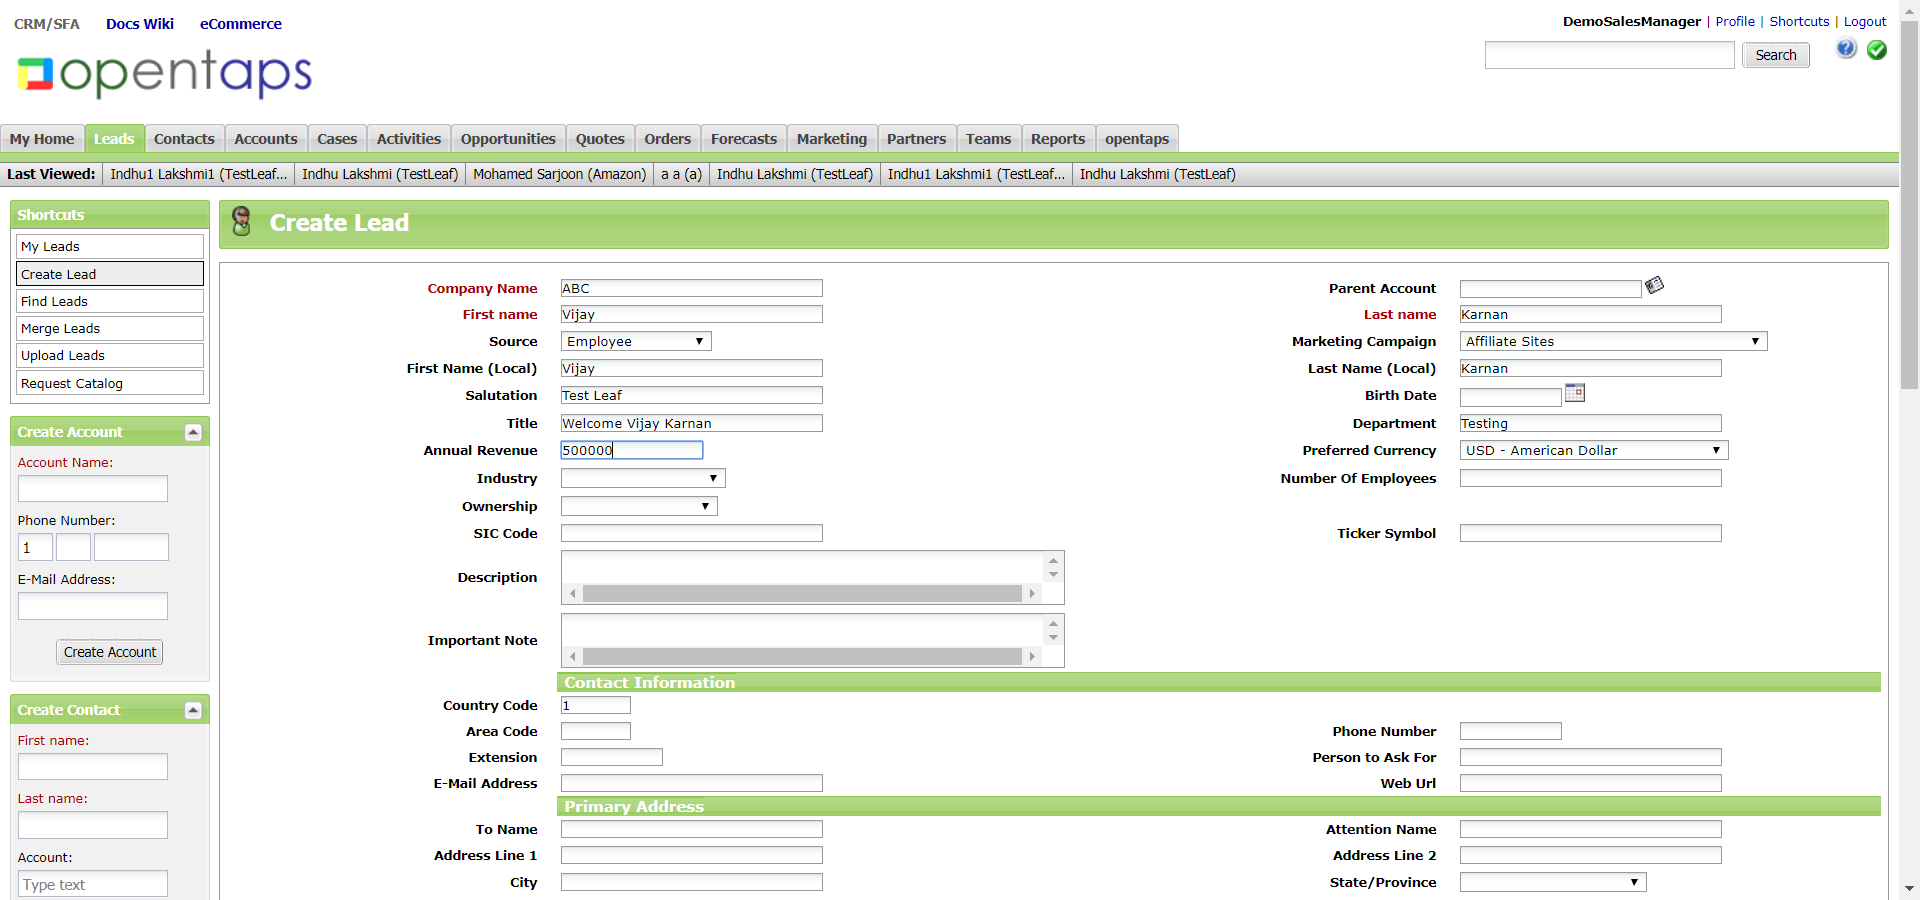 CRM/SFA Docs Wiki eCommerce
DemoSalesManager | Profile | Shortcuts | Logout
opentaps
Search
My Home Leads Contacts Accounts Cases Activities Opportunities Quotes Orders Forecasts Marketing Partners Teams Reports opentaps
Last Viewed: Indhu1 Lakshmi1 (TestLeaf... Indhu Lakshmi (TestLeaf) Mohamed Sarjoon (Amazon) a a (a) Indhu Lakshmi (TestLeaf) Indhu1 Lakshmi1 (TestLeaf... Indhu Lakshmi (TestLeaf)
Shortcuts
My Leads
Create Lead
Find Leads
Merge Leads
Upload Leads
Request Catalog
Create Account
Account Name:
Phone Number:
1
E-Mail Address:
Create Account
Create Contact
First name:
Last name:
Account:
Type text
Create Lead
Company Name ABC Parent Account
First name Vijay Last name Karnan
Source Employee Marketing Campaign Affiliate Sites
First Name (Local) Vijay Last Name (Local) Karnan
Salutation Test Leaf Birth Date
Title Welcome Vijay Karnan Department Testing
Annual Revenue 500000 Preferred Currency USD - American Dollar
Industry Number Of Employees
Ownership
SIC Code Ticker Symbol
Description
Important Note
Contact Information
Country Code 1
Area Code Phone Number
Extension Person to Ask For
E-Mail Address Web Url
Primary Address
To Name Attention Name
Address Line 1 Address Line 2
City State/Province